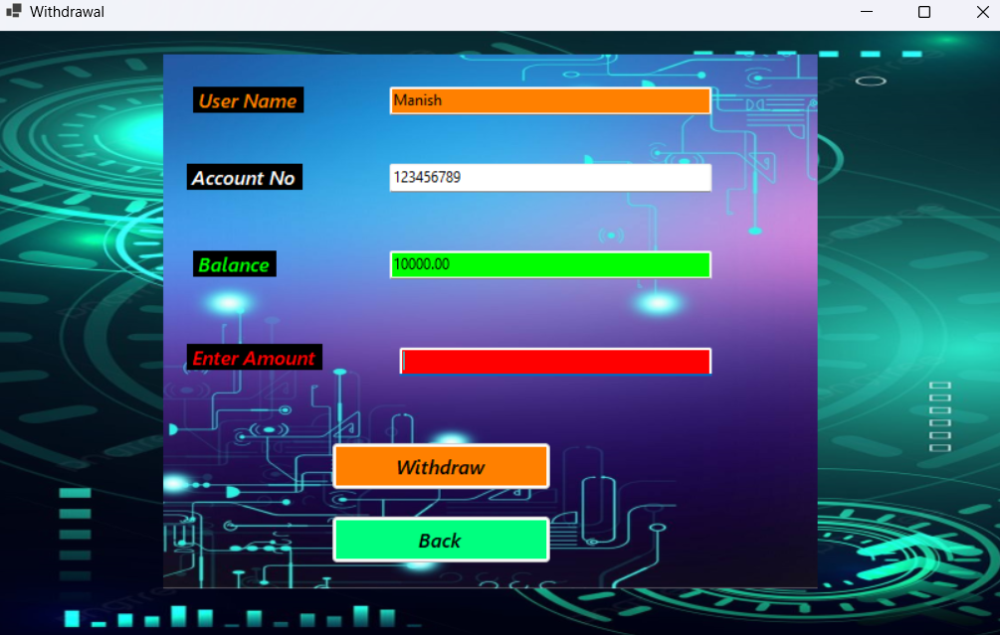 Withdrawal
User Name
Manish
Account No
123456789
Balance
10000.00
Enter Amount
Withdraw
Back